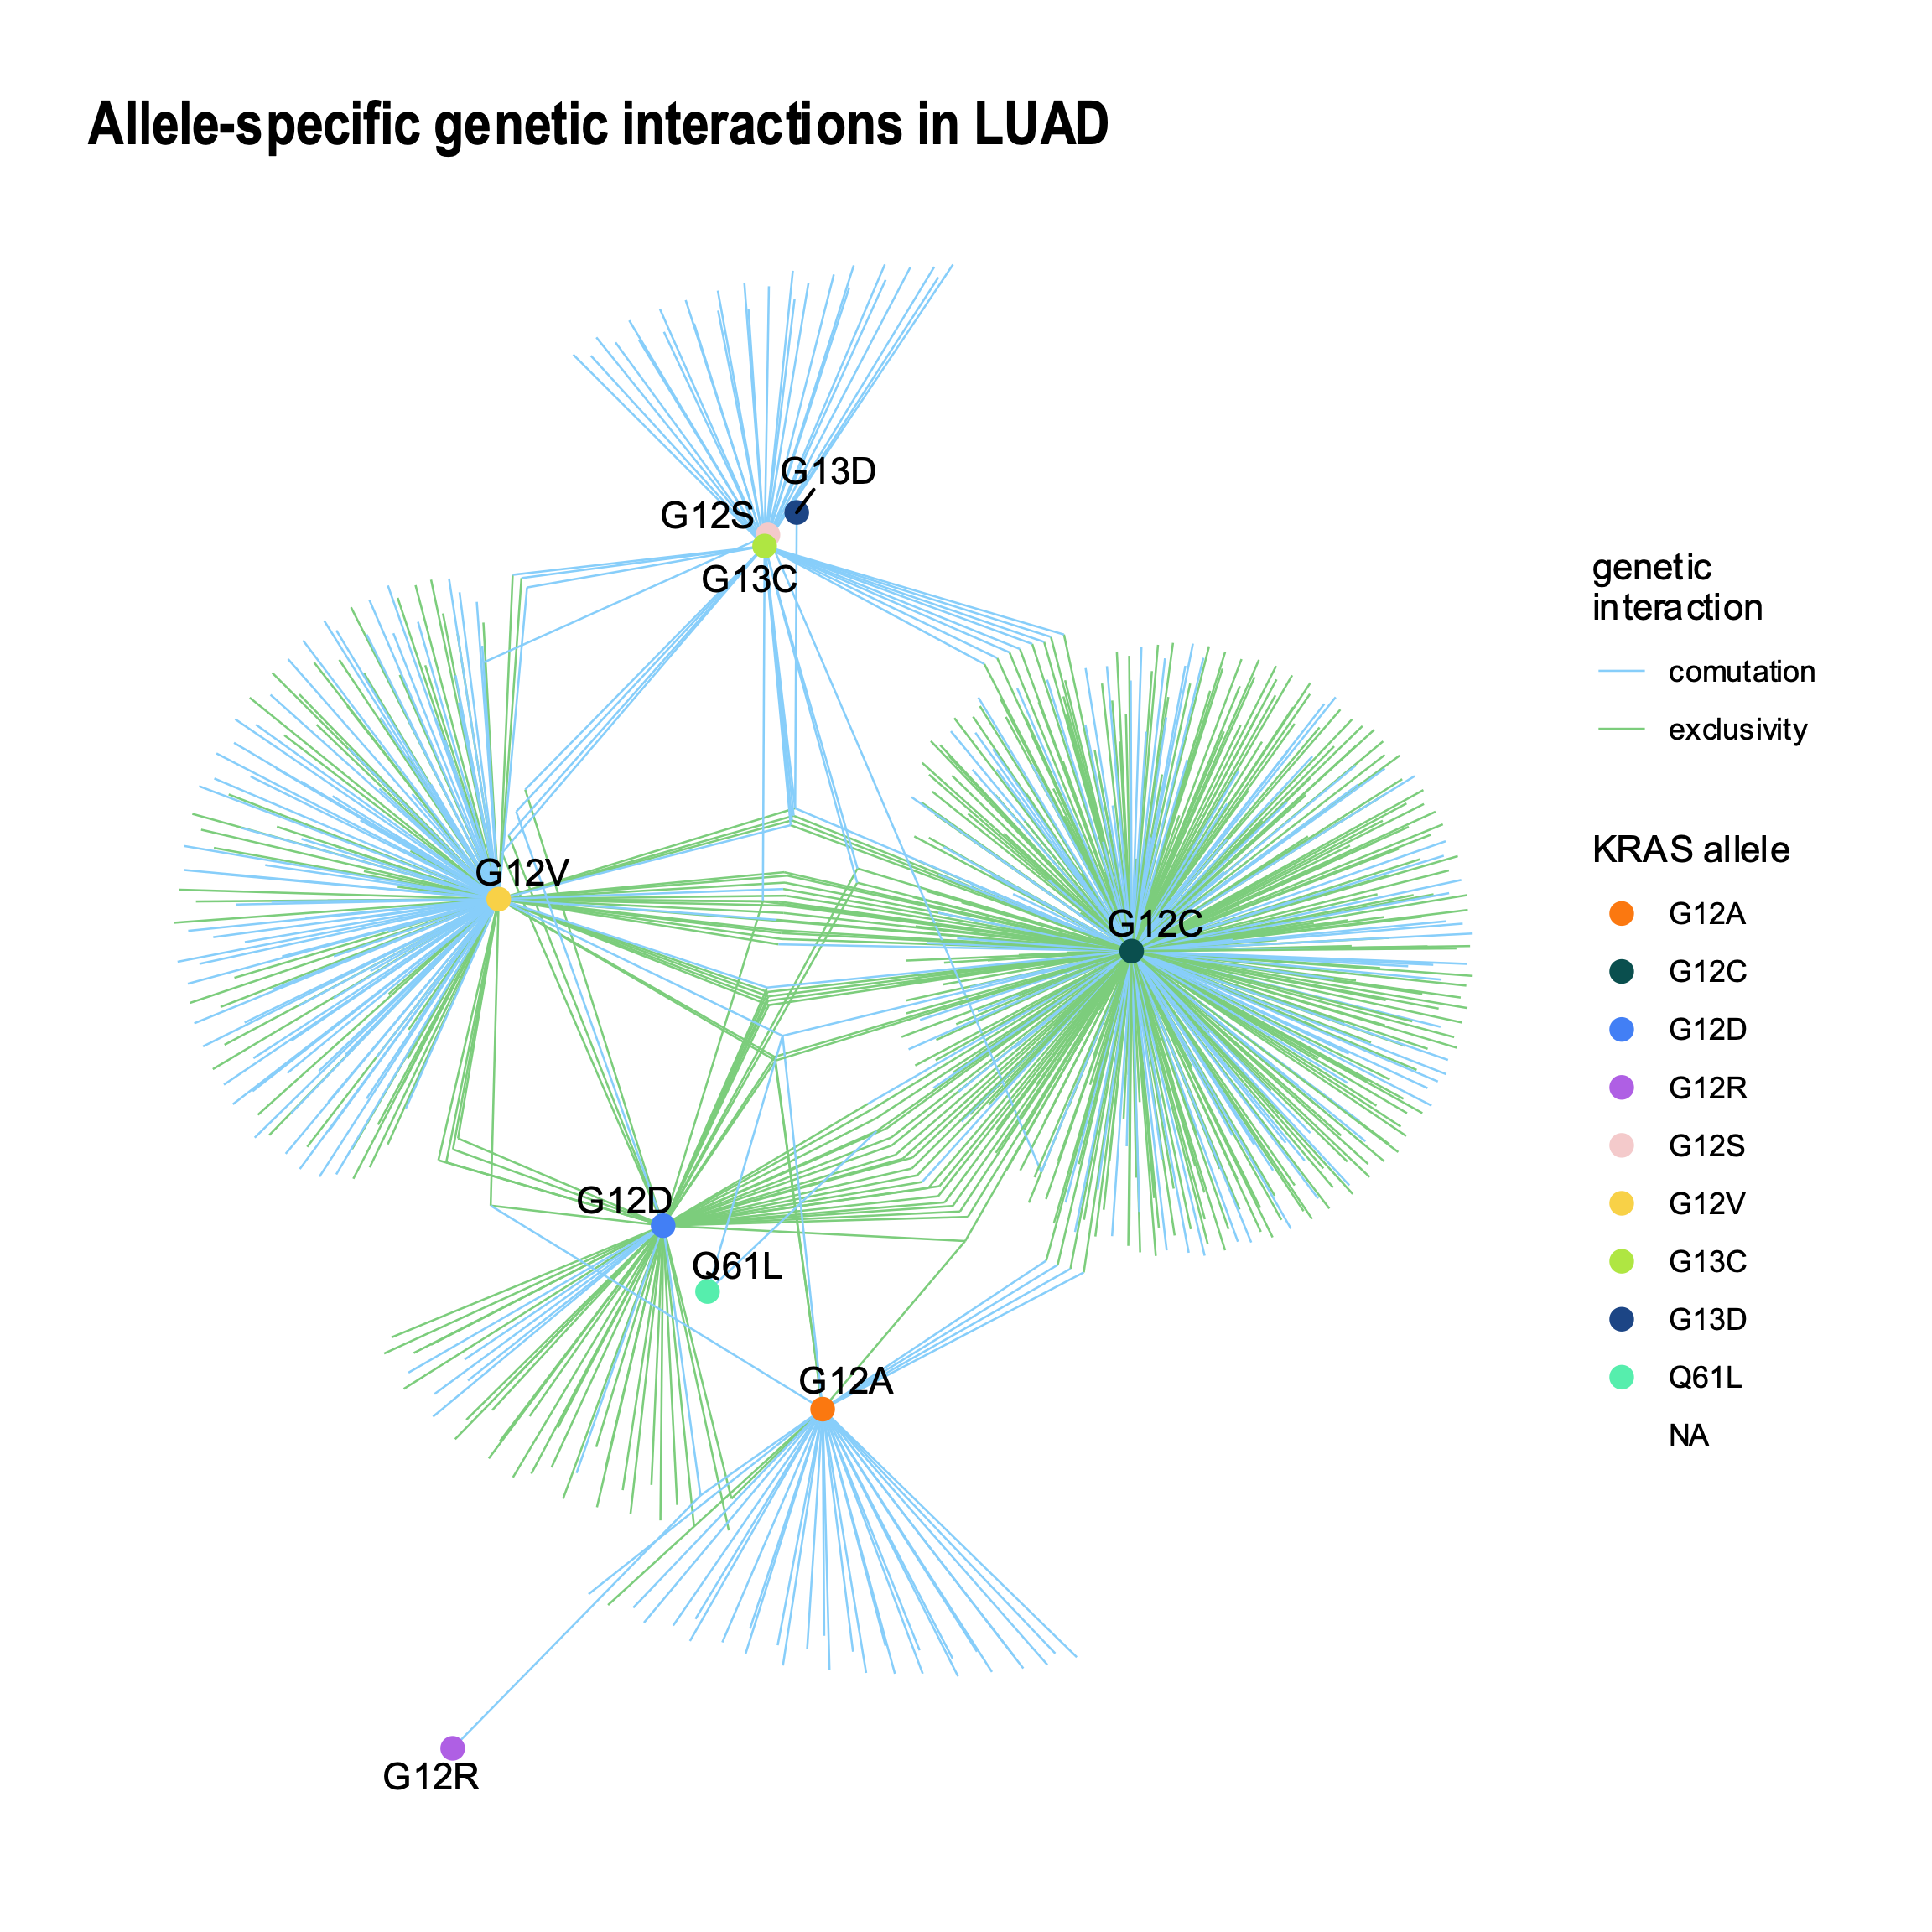 Allele-specific genetic interactions in LUAD
G13D
G12S
G13C
G12V
G12C
G12D
Q61L
G12A
G12R
genetic
interaction
comutation
exclusivity
KRAS allele
G12A
G12C
G12D
G12R
G12S
G12V
G13C
G13D
Q61L
NA